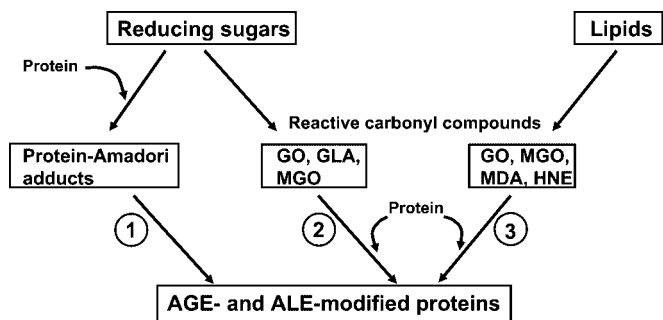 Reducing sugars
Lipids
Protein
Reactive carbonyl compounds
Protein-Amadori
adducts
GO, GLA,
MGO
GO, MGO,
MDA, HNE
Protein
1
2
3
AGE- and ALE-modified proteins